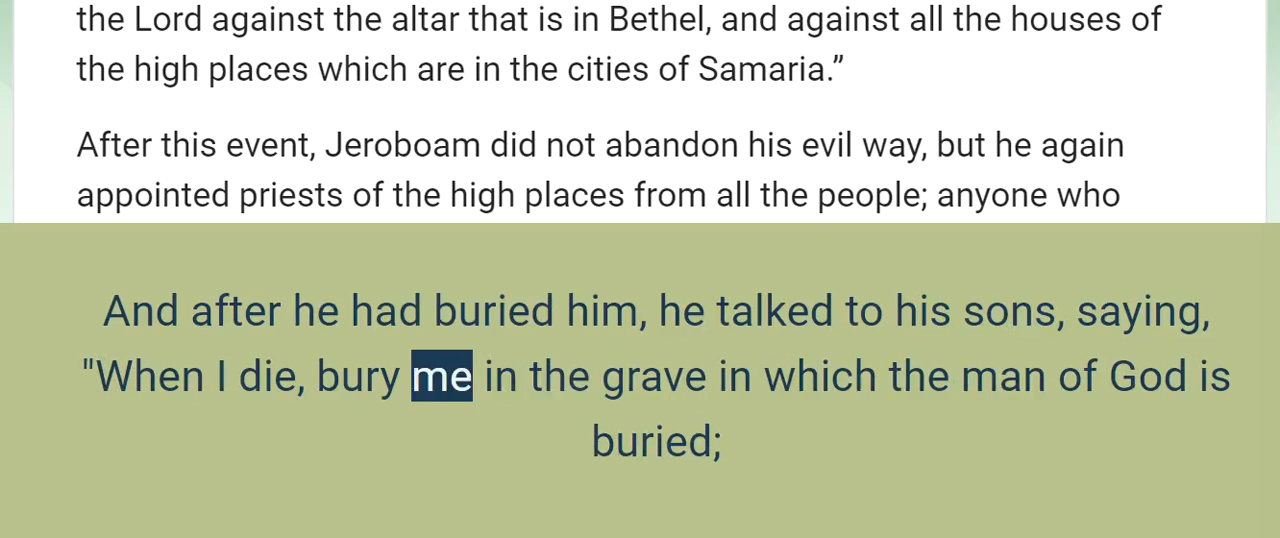 the Lord against the altar that is in Bethel, and against all the houses of
the high places which are in the cities of Samaria.”
After this event, Jeroboam did not abandon his evil way, but he again
appointed priests of the high places from all the people; anyone who
And after he had buried him, he talked to his sons, saying,
"When I die, bury me in the grave in which the man of God is
buried;